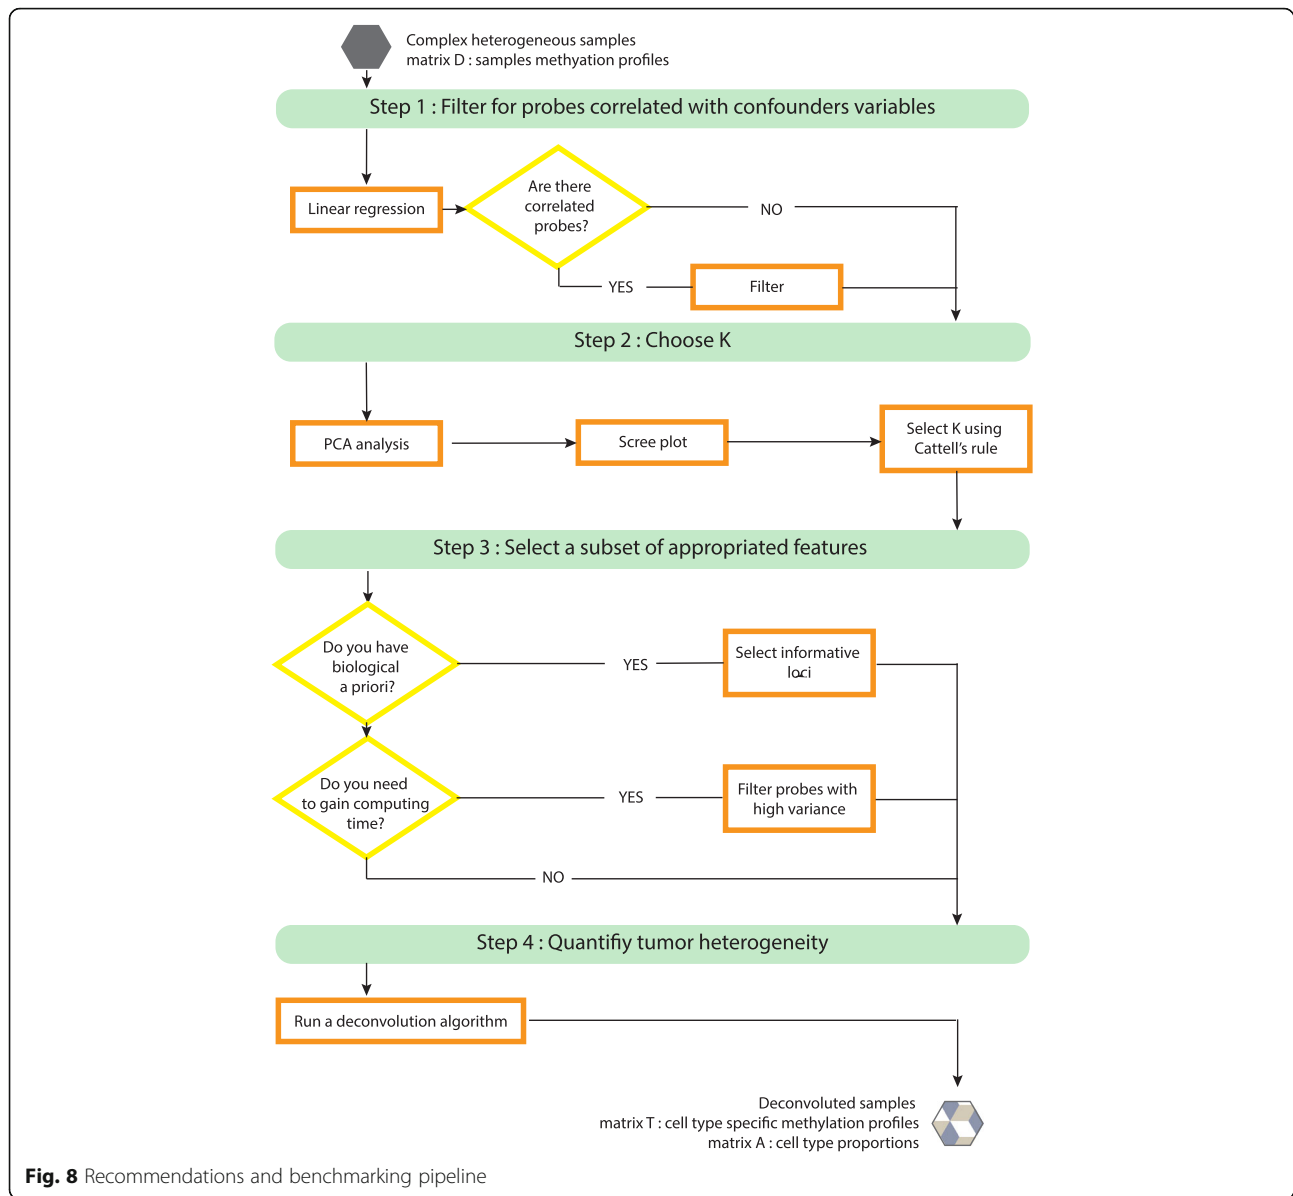 Complex heterogeneous samples
matrix D : samples methyation profiles
Step 1 : Filter for probes correlated with confounders variables
Linear regression
Are there
correlated
probes?
NO
YES
Filter
Step 2 : Choose K
PCA analysis
Scree plot
Select K using
Cattell's rule
Step 3 : Select a subset of appropriated features
Do you have
biological
a priori?
YES
Select informative
loci
Do you need
to gain computing
time?
YES
Filter probes with
high variance
NO
Step 4 : Quantifiy tumor heterogeneity
Run a deconvolution algorithm
Deconvoluted samples
matrix T : cell type specific methylation profiles
matrix A : cell type proportions
Fig. 8 Recommendations and benchmarking pipeline